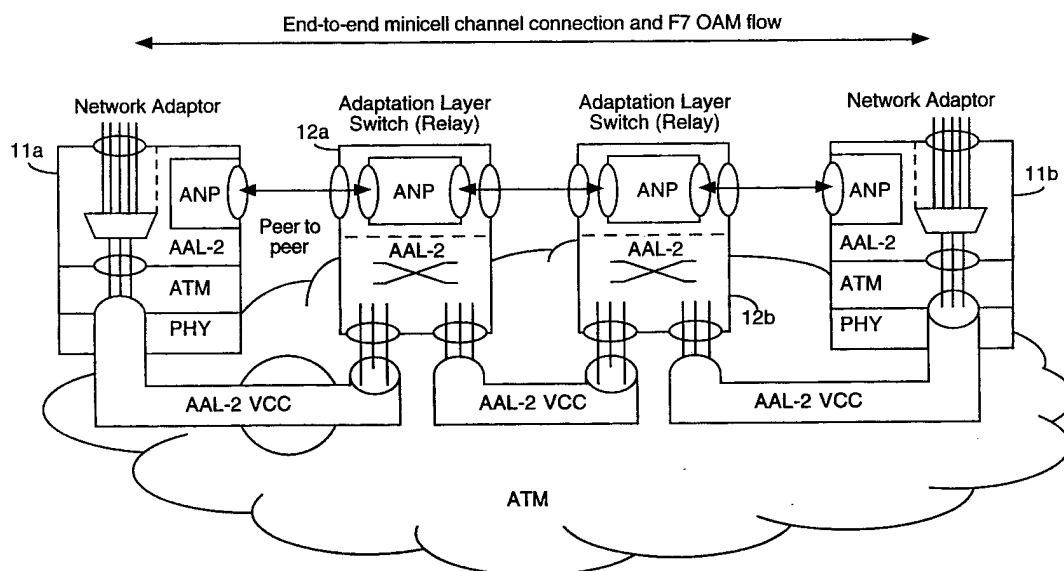 End-to-end minicell channel connection and F7 OAM flow
Network Adaptor
Adaptation Layer
Switch (Relay)
Adaptation Layer
Switch (Relay)
Network Adaptor
11a
12a
11b
ANP
ANP
ANP
ANP
Peer to
peer
AAL-2
AAL-2
AAL-2
AAL-2
ATM
ATM
12b
PHY
PHY
AAL-2 VCC
AAL-2 VCC
AAL-2 VCC
ATM